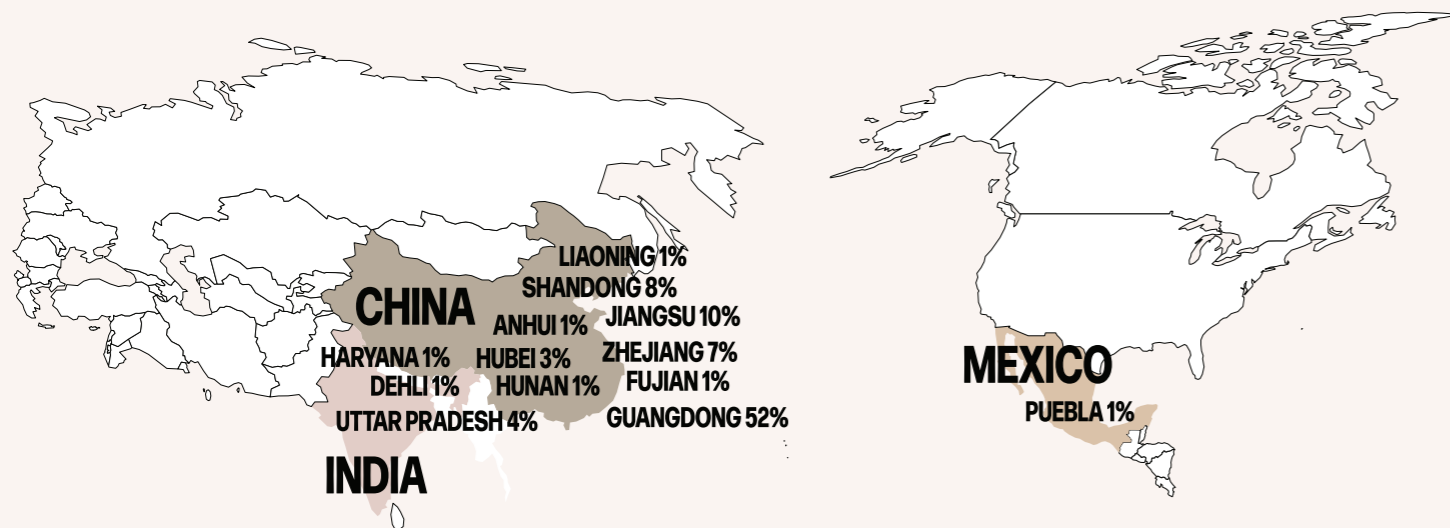 LIAONING 1%
SHANDONG 8%
CHINA
JIANGSU 10%
ANHUI 1%
HARYANA 1%
HUBEI 3%
ZHEJIANG 7%
DEHLI 1%
HUNAN 1%
FUJIAN 1%
UTTAR PRADESH 4%
GUANGDONG 52%
INDIA
MEXICO
PUEBLA 1%